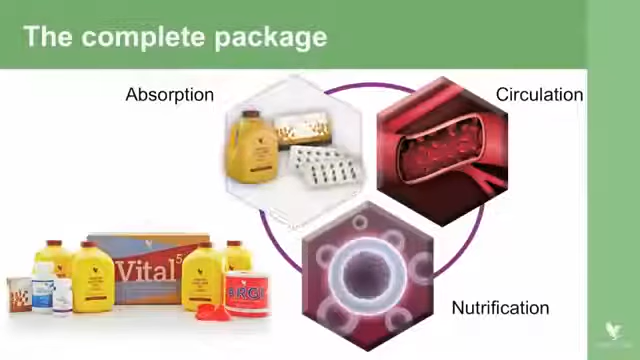 The complete package
Absorption
Circulation
Vital5
ARGI
Nutrification